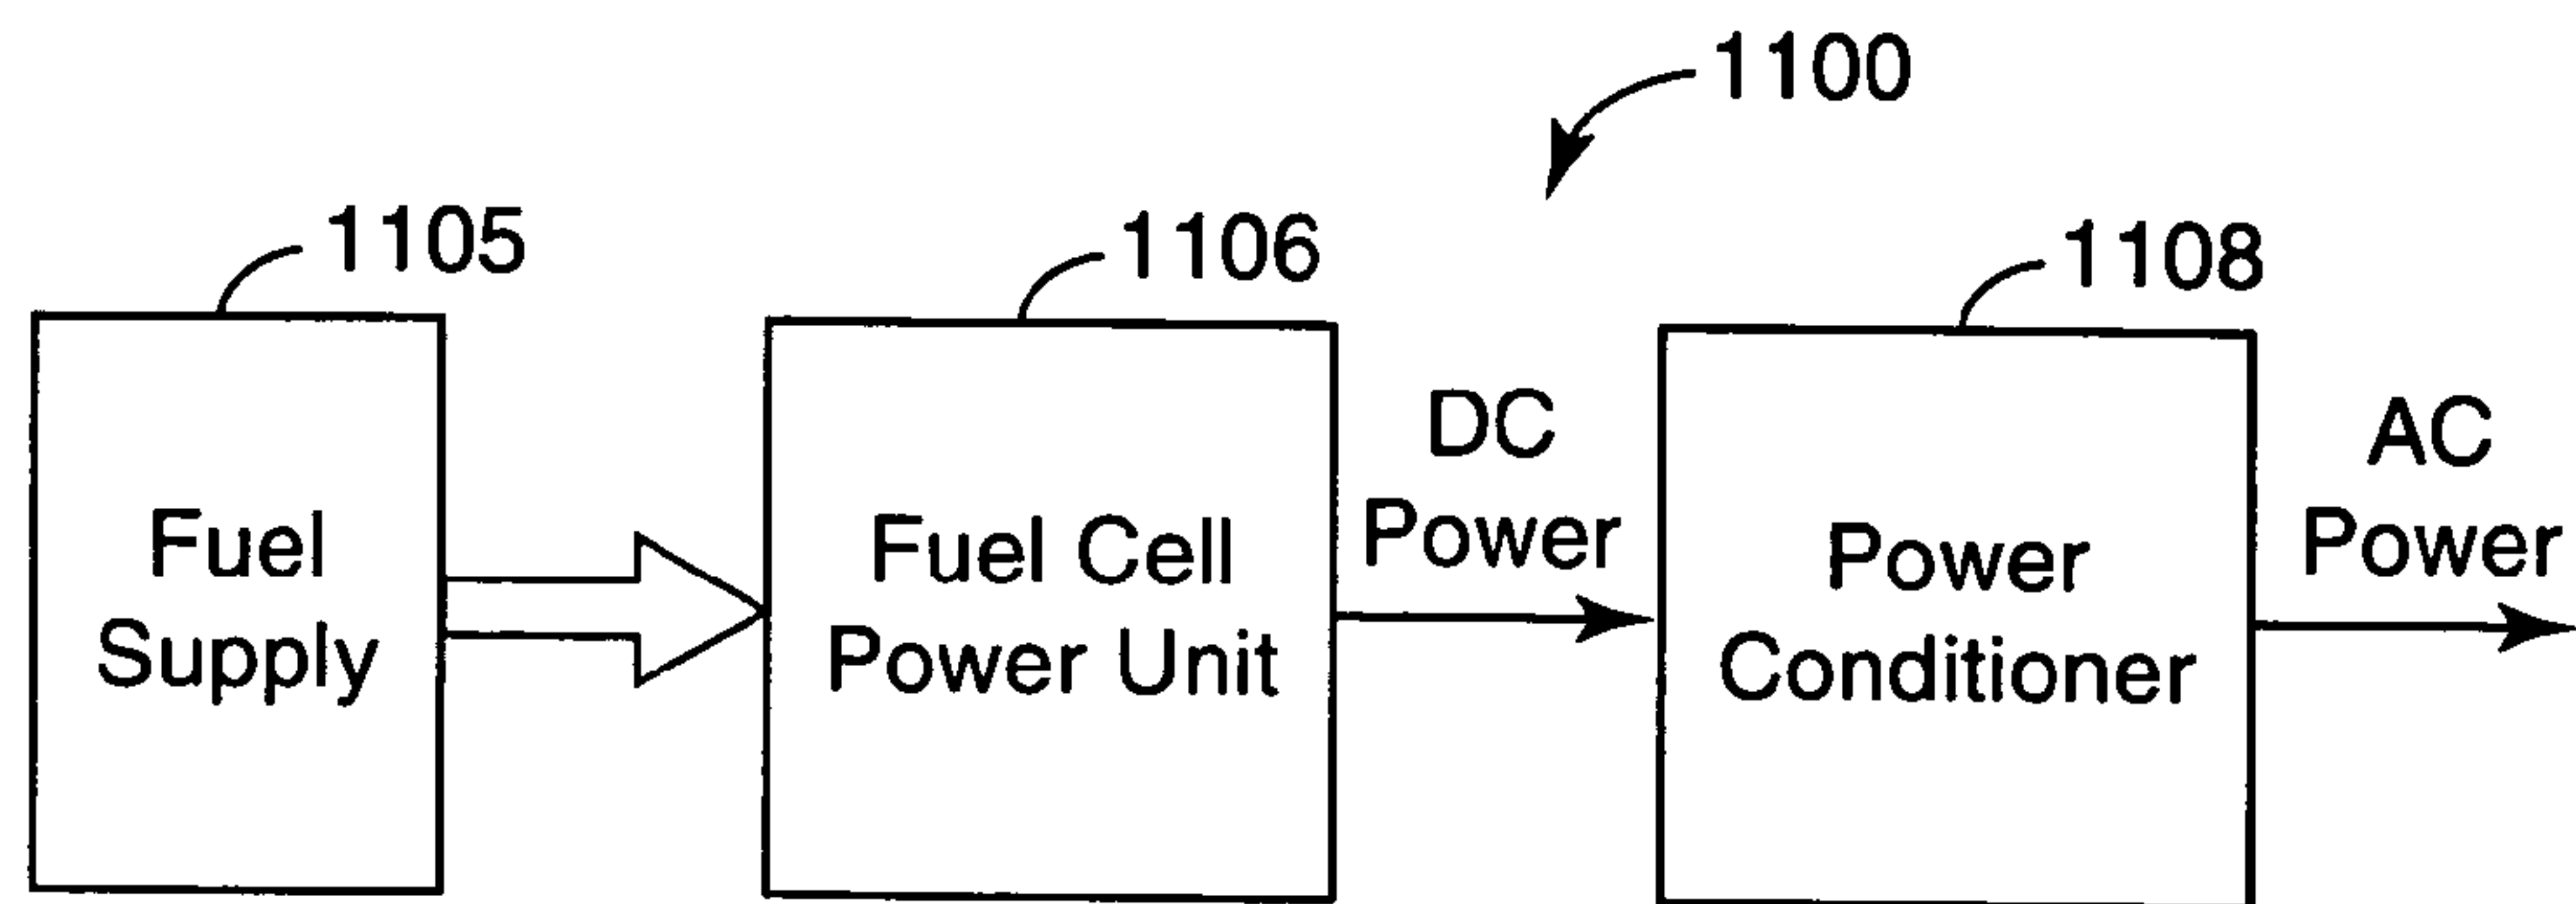 1100
1105
1106
1108
Fuel
Supply
Fuel Cell
Power Unit
DC
Power
Power
Conditioner
AC
Power